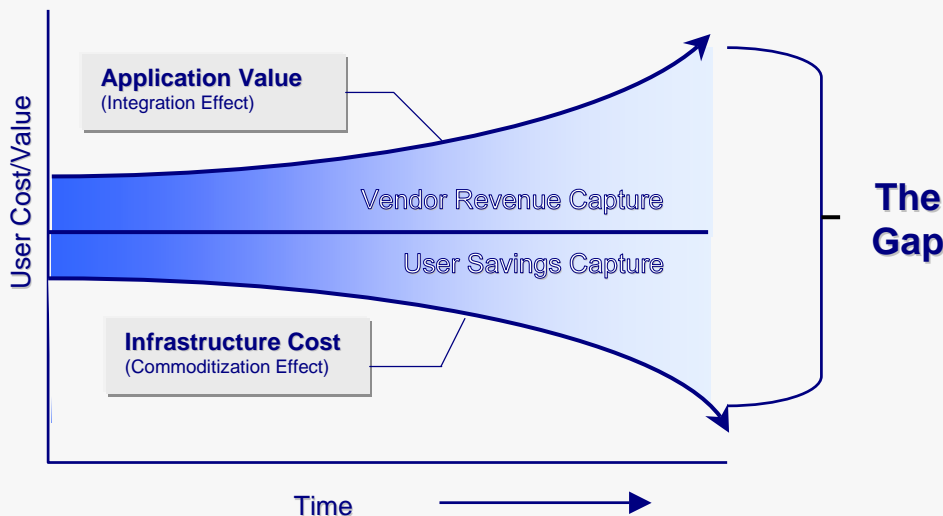 Application Value
(Integration Effect)
User Cost/Value
Vendor Revenue Capture
User Savings Capture
The
Gap
Infrastructure Cost
(Commoditization Effect)
Time